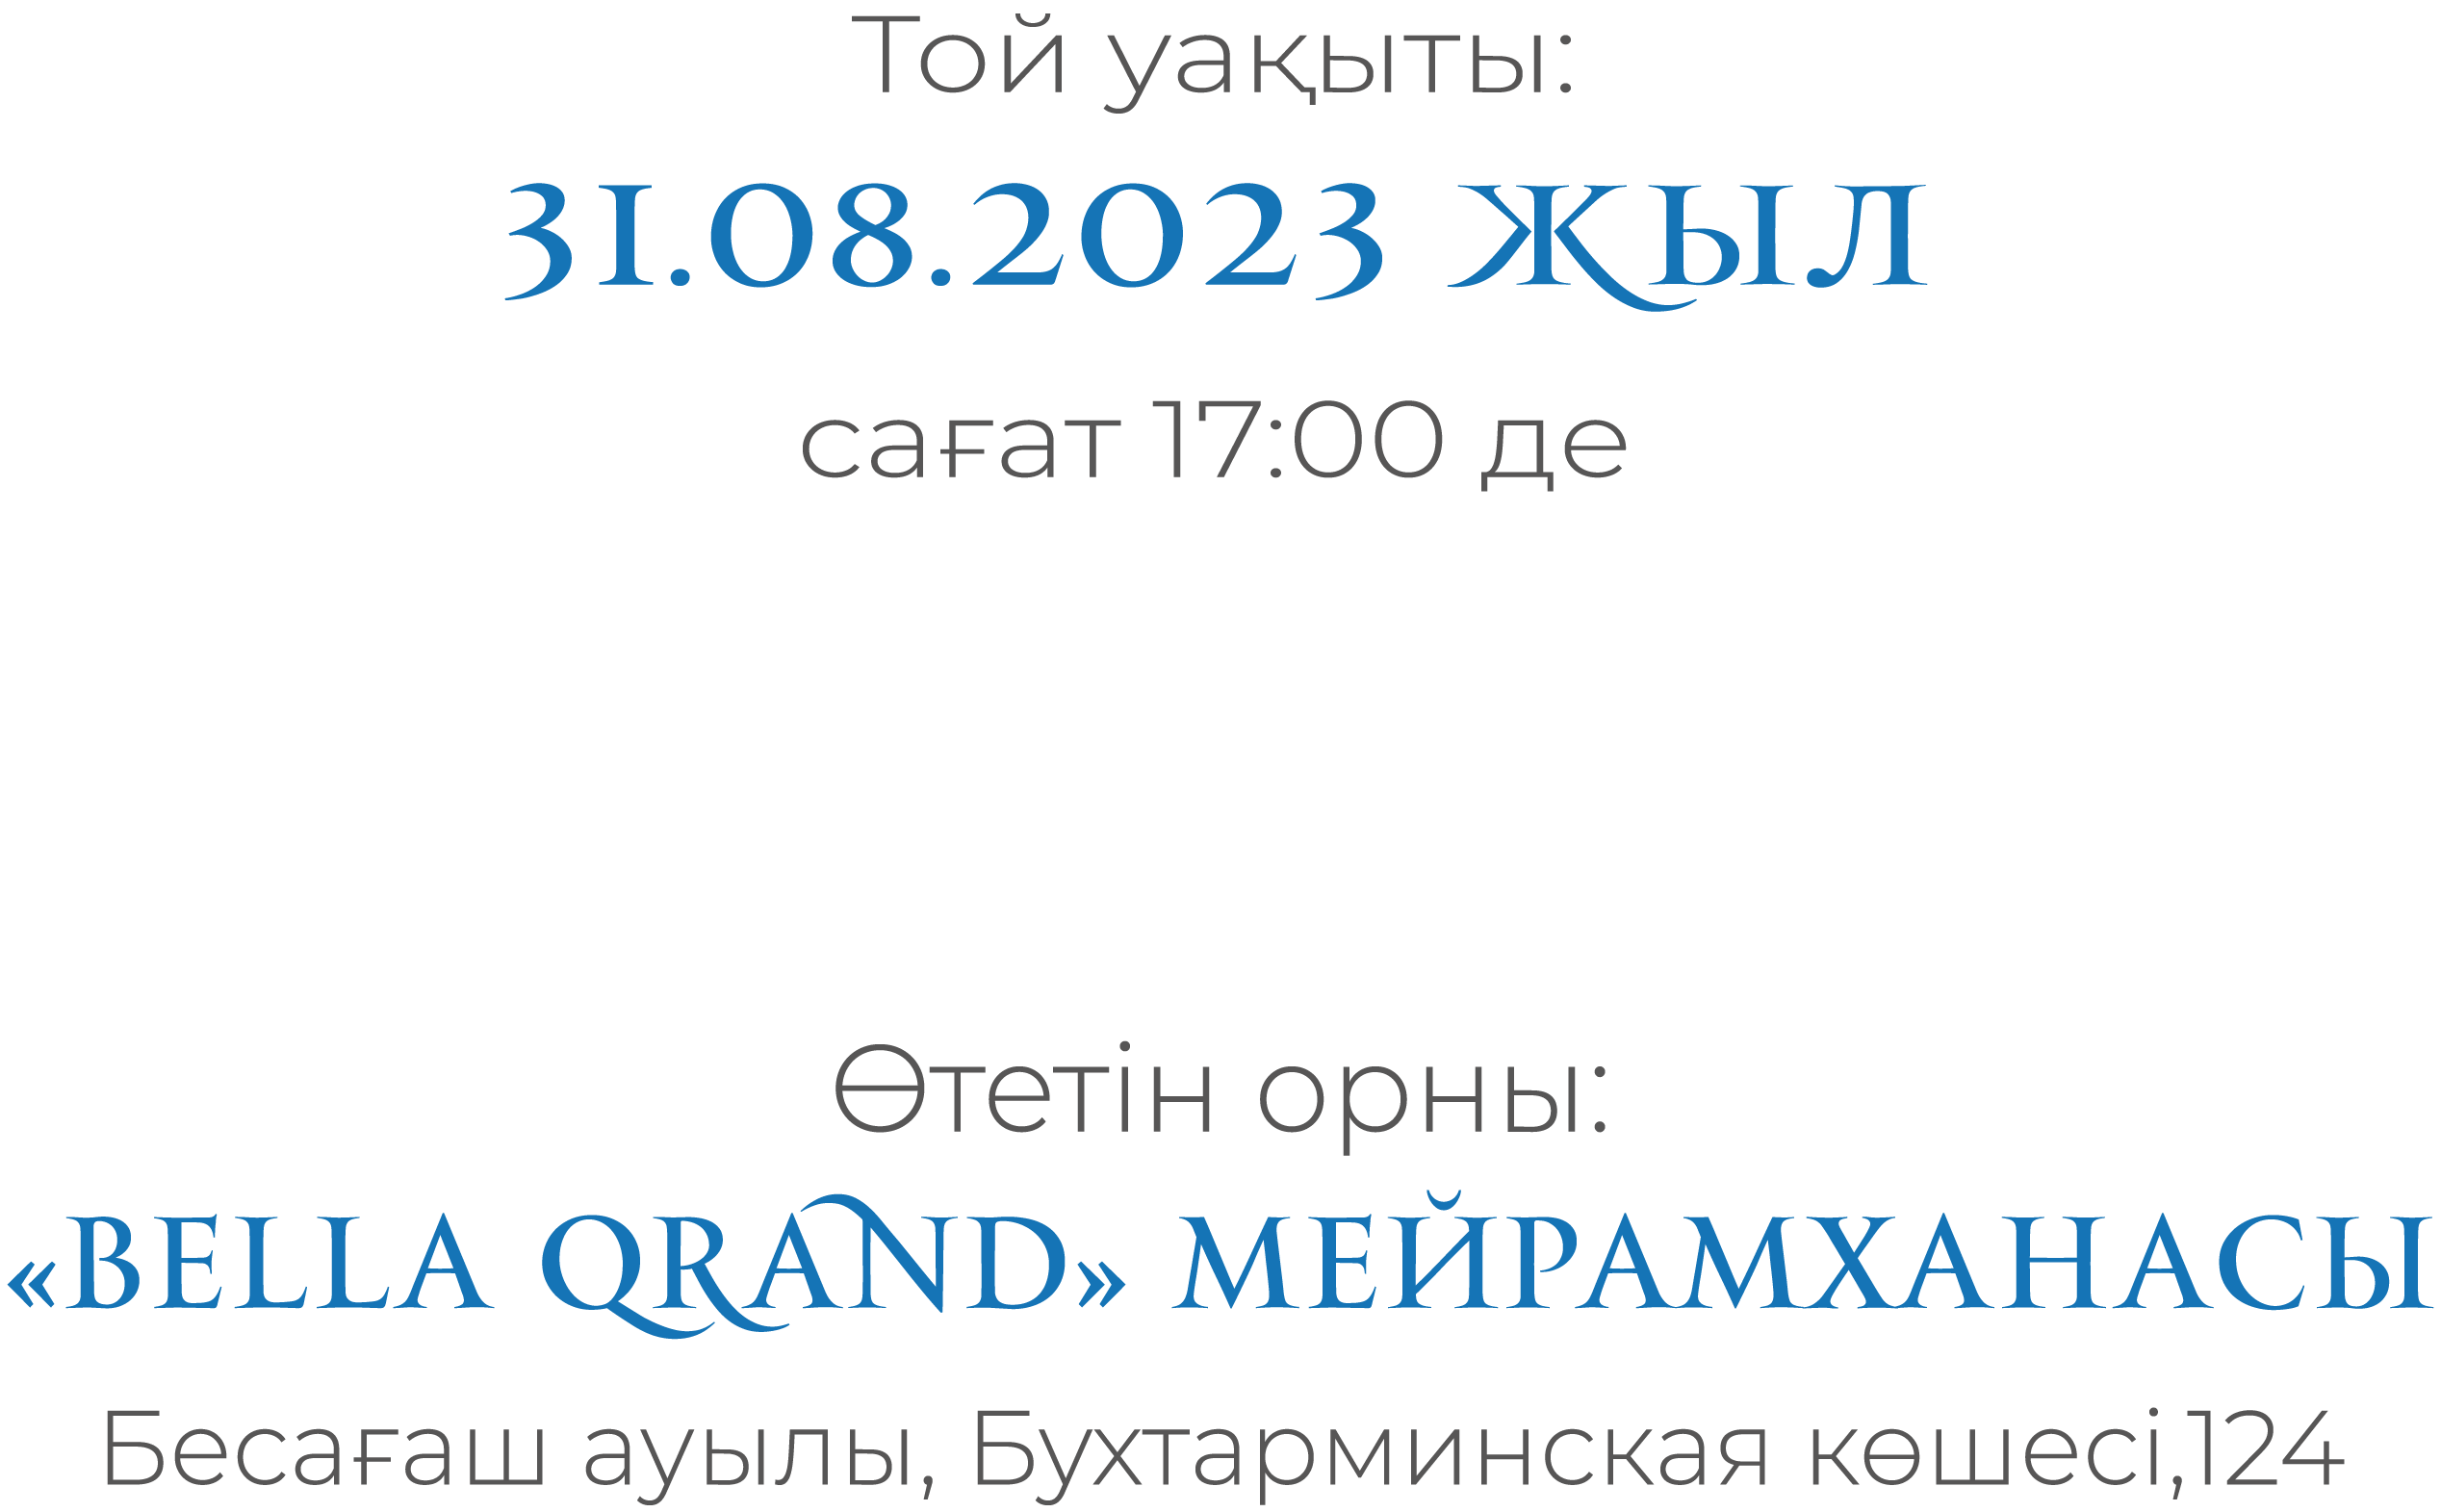 Той уақыты:
31.08.2023 ЖЫЛ
сағат 17:00 де
Өтетін орны:
«BELLA QRAND» МЕЙРАМХАНАСЫ
Бесағаш ауылы, Бухтарминская көшесі,124